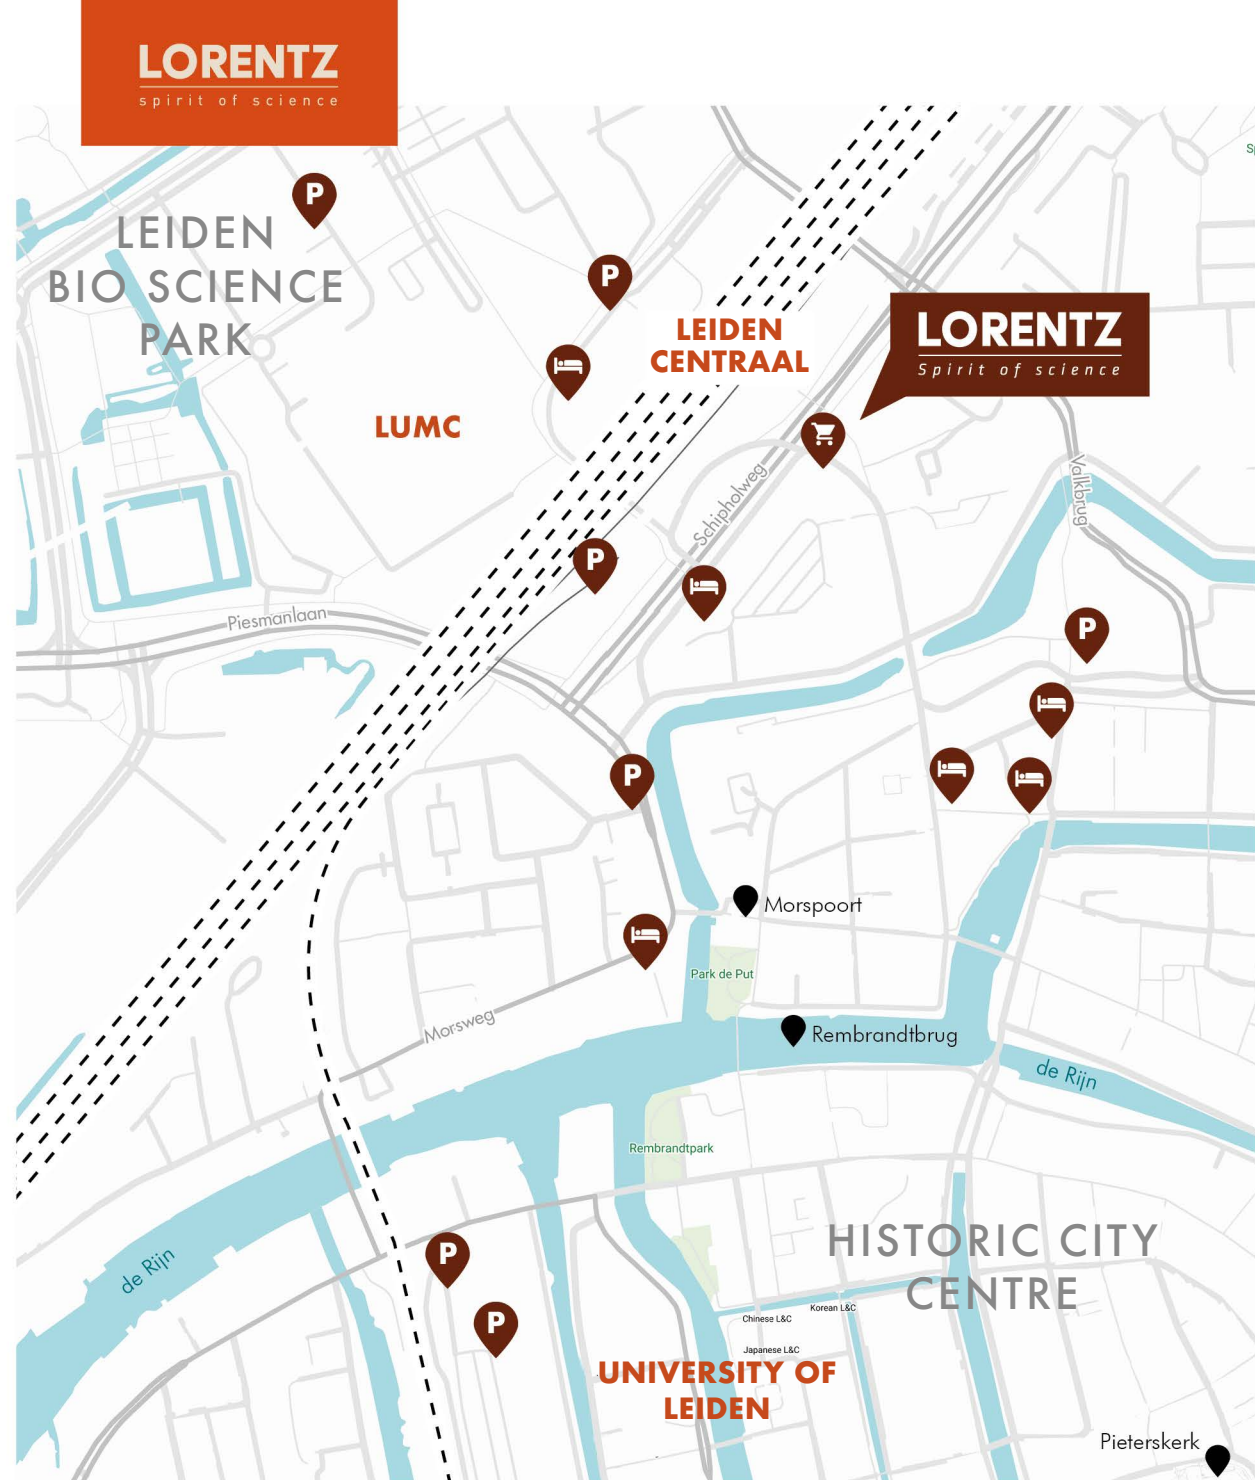 LORENTZ
spirit of science
Sp
P
LEIDEN
BIO SCIENCE
PARK
P
LEIDEN
CENTRAAL
LORENTZ
Spirit of science
LUMC
Schipholweg
Valkbrug
P
Piesmanlaan
P
P
Morspoort
Park de Put
Morsweg
Rembrandtbrug
de Rijn
Rembrandtpark
HISTORIC CITY
CENTRE
de Rijn
P
P
Korean L&C
Chinese L&C
Japanese L&C
UNIVERSITY OF
LEIDEN
Pieterskerk